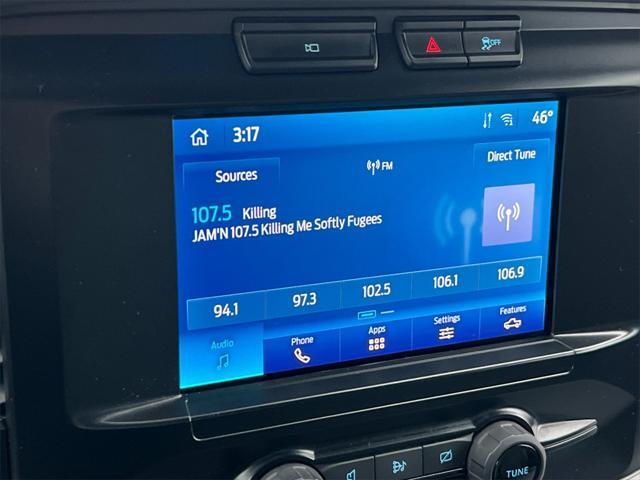 OFF
3:17
46°
Sources
FM
Direct Tune
107.5 Killing
JAM'N 107.5 Killing Me Softly Fugees
94.1 97.3 102.5 106.1 106.9
Audio Phone Apps Settings Features
TUNE